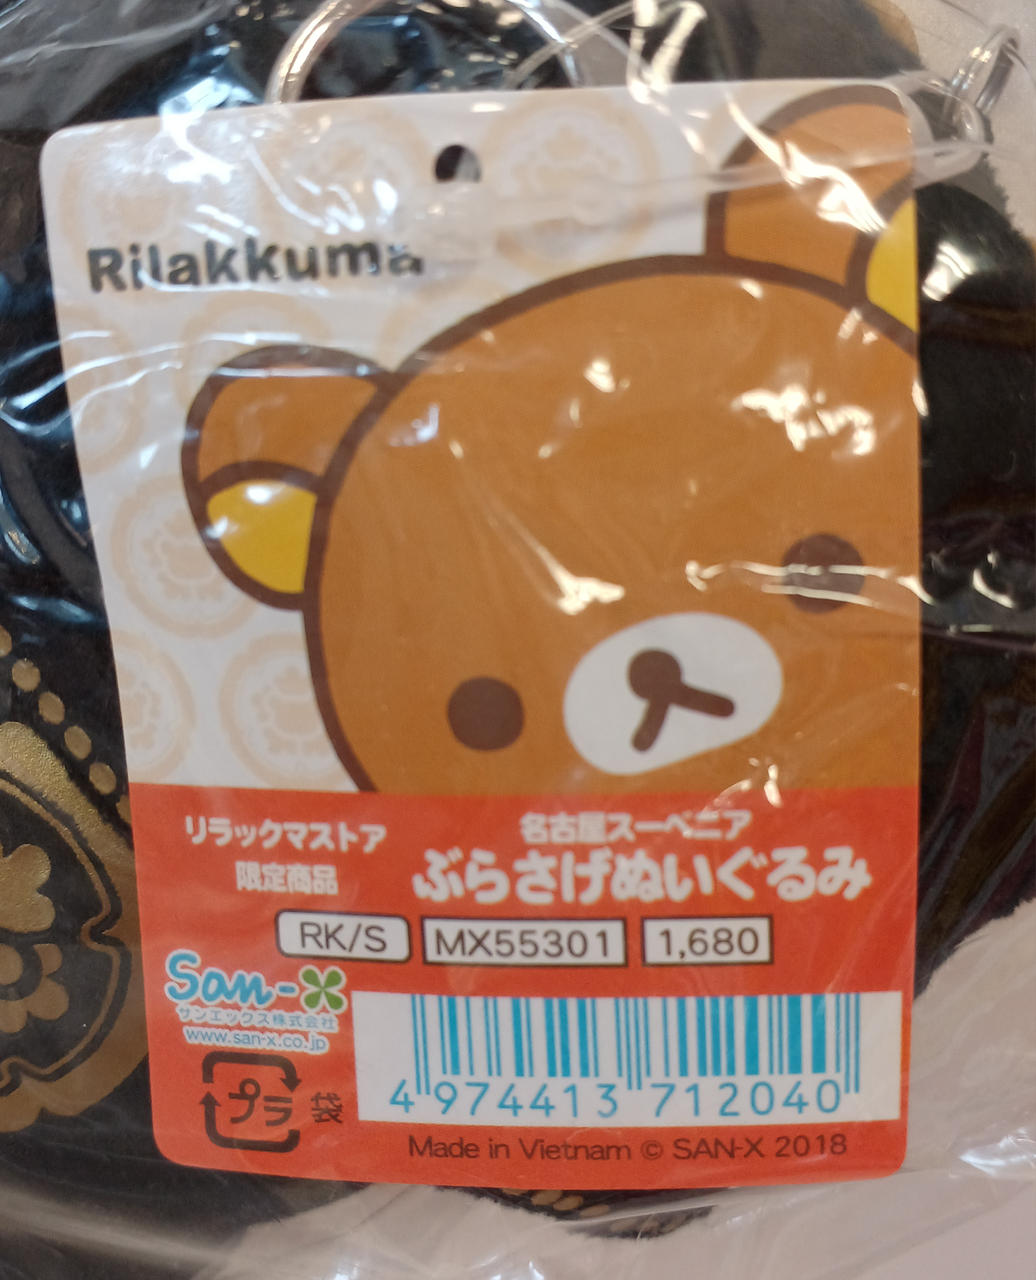 Rilakkuma
リラックマストア
限定商品
名古屋スーベニア
ぶらさげぬいぐるみ
RK/S MX55301 1,680
San-X
サンエックス株式会社
www.san-x.co.jp
プラ 袋
4 974413 712040
Made in Vietnam © SAN-X 2018